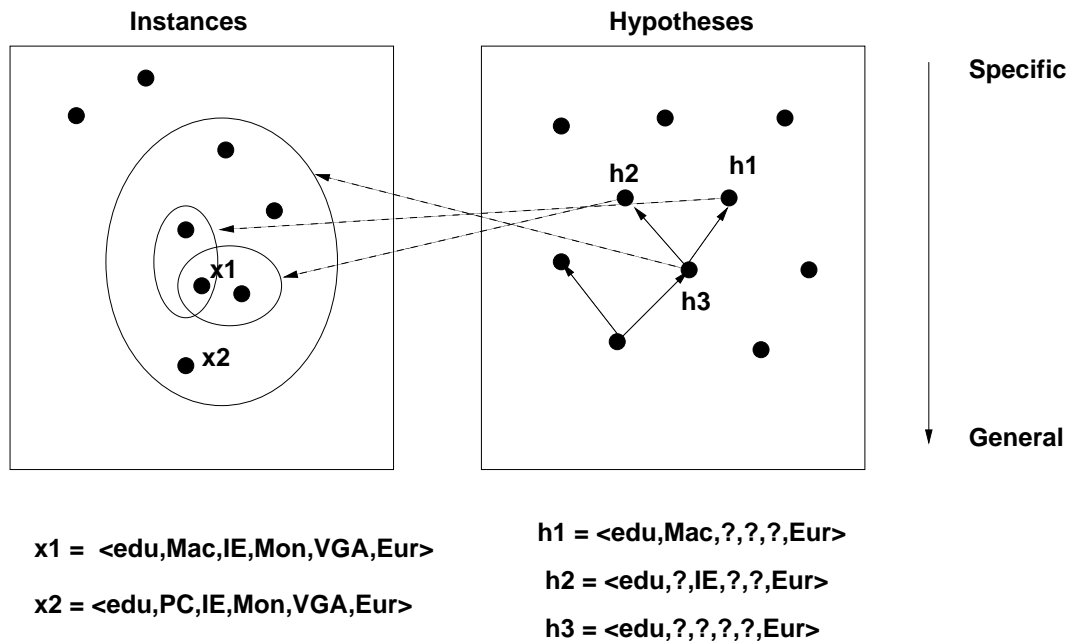 Instances
Hypotheses
Specific
h2
h1
x1
h3
x2
General
x1 = <edu,Mac,IE,Mon,VGA,Eur>
x2 = <edu,PC,IE,Mon,VGA,Eur>
h1 = <edu,Mac,?,?,?,Eur>
h2 = <edu,?,IE,?,?,Eur>
h3 = <edu,?,?,?,?,Eur>